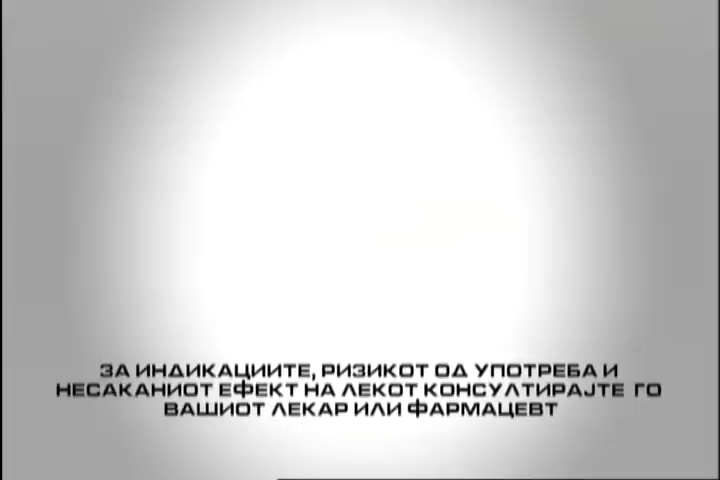 ЗА ИНДИКАЦИИТЕ, РИЗИКОТ ОД УПОТРЕБА И
НЕСАКАНИОТ ЕФЕКТ НА ЛЕКОТ КОНСУЛТИРАЈТЕ ГО
ВАШИОТ ЛЕКАР ИЛИ ФАРМАЦЕВТ